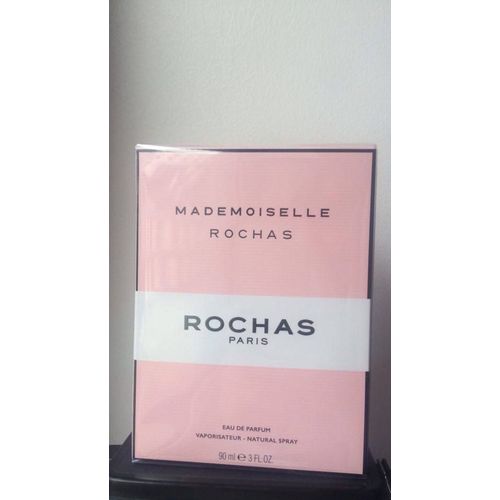 MADEMOISELLE
ROCHAS
ROCHAS
PARIS
EAU DE PARFUM
VAPORISATEUR - NATURAL SPRAY
90 ml ℮ 3 FL.OZ.